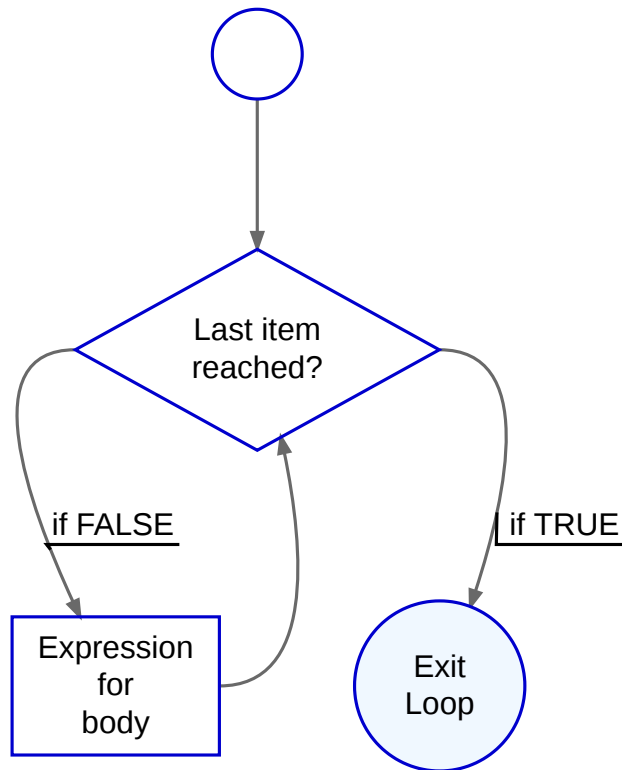 Last item
reached?
if FALSE
if TRUE
Expression
for
body
Exit
Loop